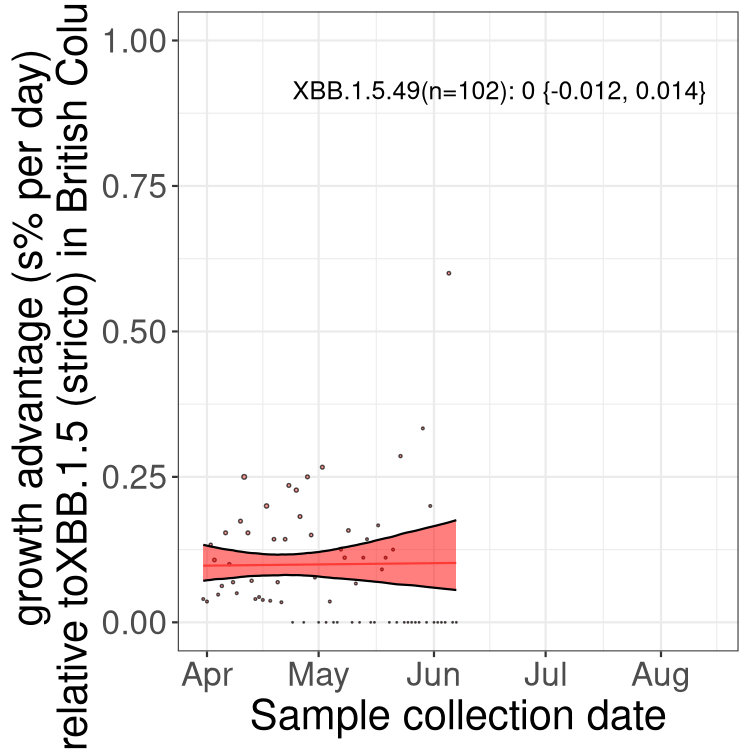 growth advantage (s% per day)
relative toXBB.1.5 (stricto) in British Colu
1.00
0.75
0.50
0.25
0.00
XBB.1.5.49(n=102): 0 {-0.012, 0.014}
Apr May Jun Jul Aug
Sample collection date